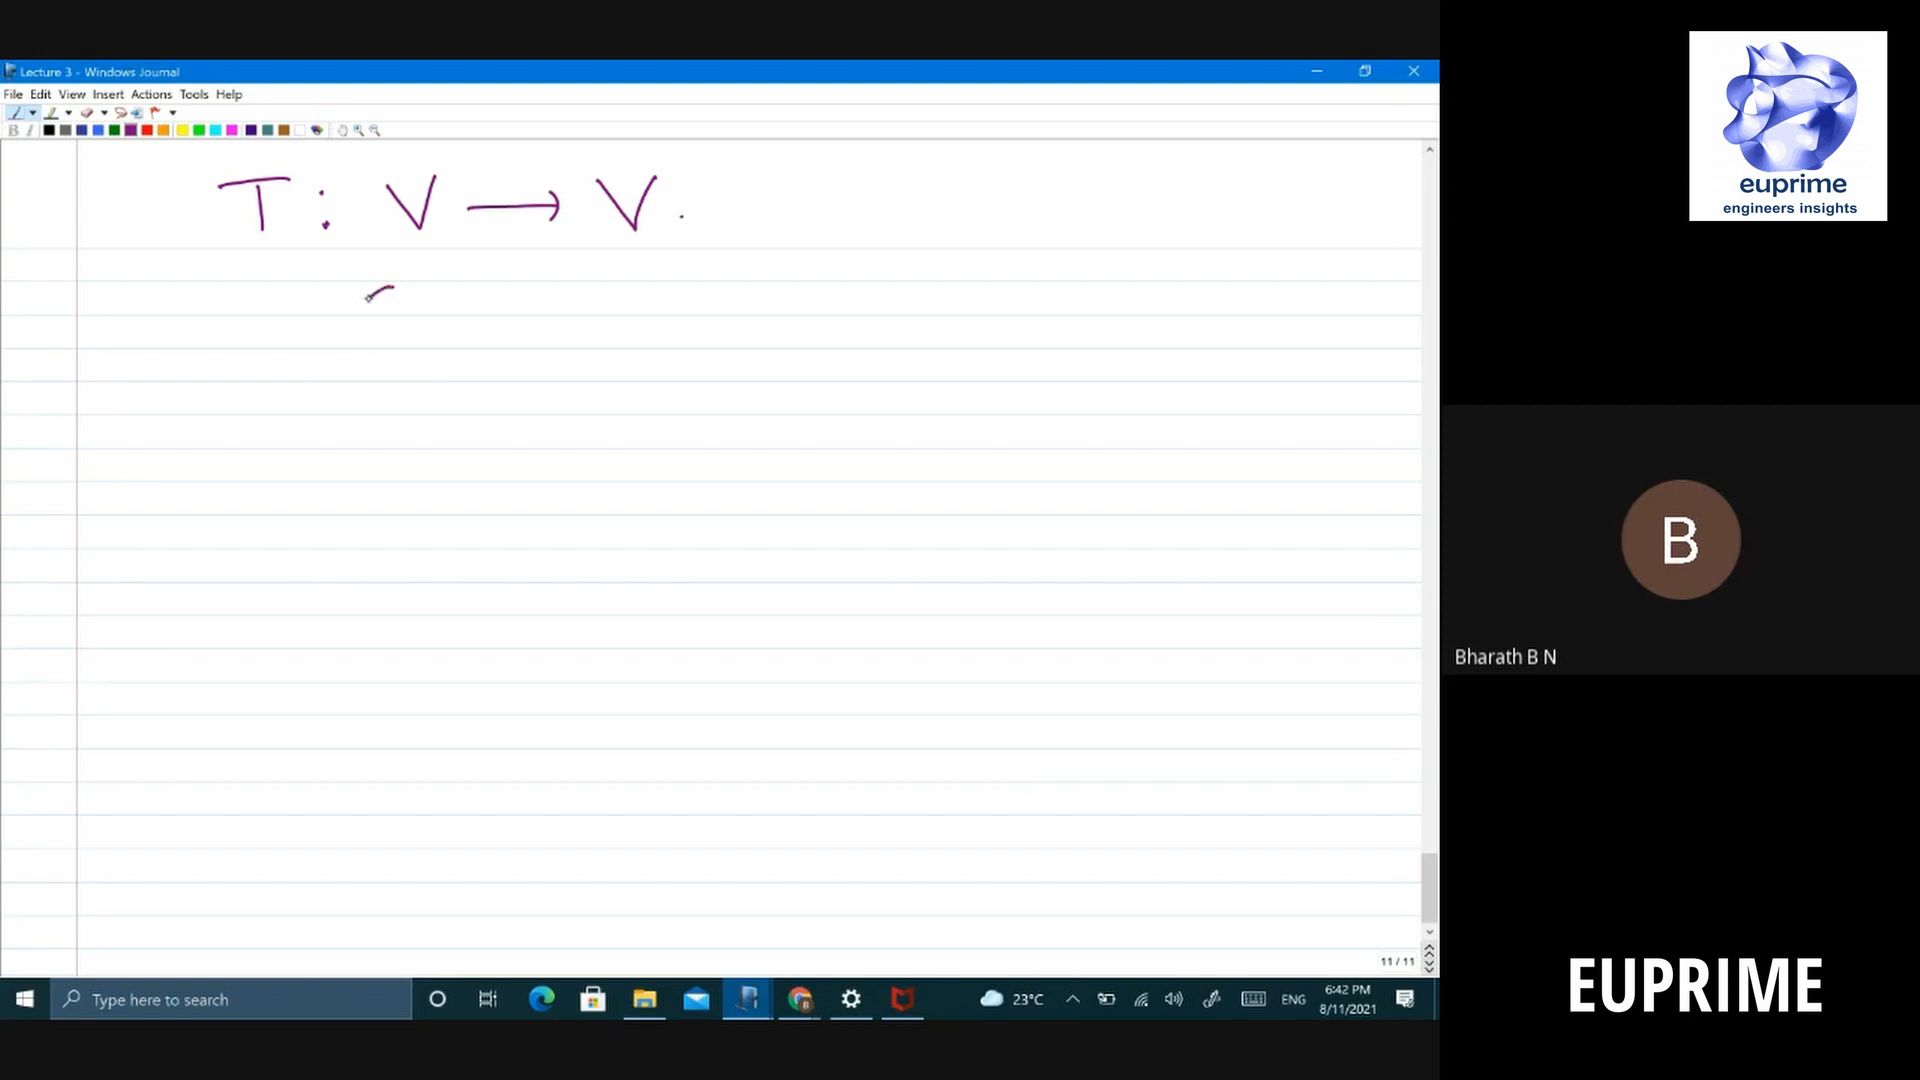 Lecture 3 - Windows Journal
File Edit View Insert Actions Tools Help
B I
T : V → V .
11 / 11
Type here to search
23°C
ENG
6:42 PM
8/11/2021
euprime
engineers insights
B
Bharath B N
EUPRIME